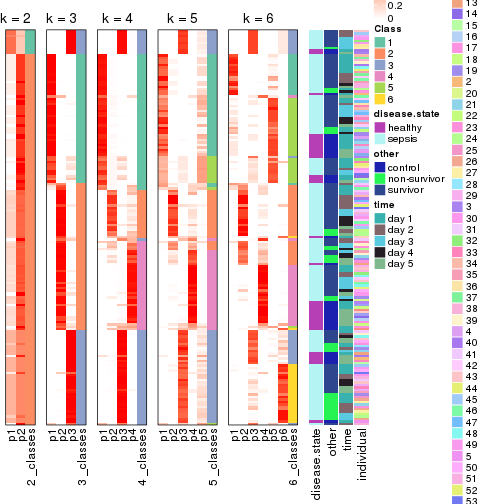 k = 2
k = 3
k = 4
k = 5
k = 6
0.2
0
Class
1
2
3
4
5
6
disease.state
healthy
sepsis
other
control
non-survivor
survivor
time
day 1
day 2
day 3
day 4
day 5
13
14
15
16
17
18
19
2
20
21
22
23
24
25
26
27
28
29
3
30
31
32
33
34
35
36
37
38
39
4
40
41
42
43
44
45
46
47
48
49
5
50
51
52
53
p1
p2
2_classes
p1
p2
p3
3_classes
p1
p2
p3
p4
4_classes
p1
p2
p3
p4
p5
5_classes
p1
p2
p3
p4
p5
p6
6_classes
disease.state
other
time
individual